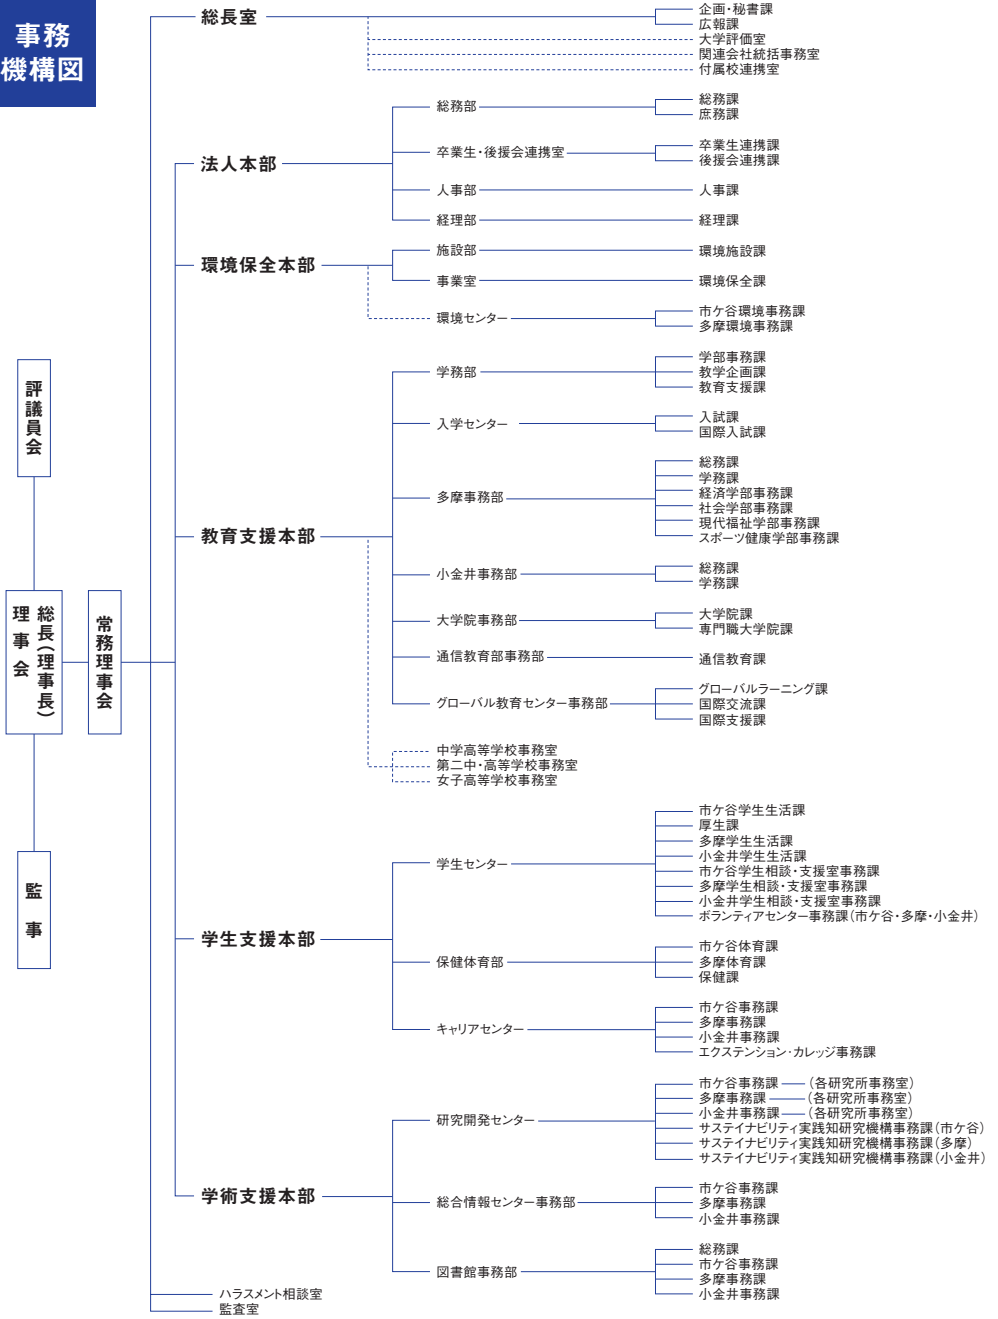 事務
機構図
評議員会
総長(理事長)
理事会
監事
常務理事会
総長室
企画・秘書課
広報課
大学評価室
関連会社統括事務室
付属校連携室
法人本部
総務部
総務課
庶務課
卒業生・後援会連携室
卒業生連携課
後援会連携課
人事部
人事課
経理部
経理課
環境保全本部
施設部
環境施設課
事業室
環境保全課
環境センター
市ケ谷環境事務課
多摩環境事務課
教育支援本部
学務部
学部事務課
教学企画課
教育支援課
入学センター
入試課
国際入試課
多摩事務部
総務課
学務課
経済学部事務課
社会学部事務課
現代福祉学部事務課
スポーツ健康学部事務課
小金井事務部
総務課
学務課
大学院事務部
大学院課
専門職大学院課
通信教育部事務部
通信教育課
グローバル教育センター事務部
グローバルラーニング課
国際交流課
国際支援課
中学高等学校事務室
第二中・高等学校事務室
女子高等学校事務室
学生支援本部
学生センター
市ケ谷学生生活課
厚生課
多摩学生生活課
小金井学生生活課
市ケ谷学生相談・支援室事務課
多摩学生相談・支援室事務課
小金井学生相談・支援室事務課
ボランティアセンター事務課(市ケ谷・多摩・小金井)
保健体育部
市ケ谷体育課
多摩体育課
保健課
キャリアセンター
市ケ谷事務課
多摩事務課
小金井事務課
エクステンション・カレッジ事務課
学術支援本部
研究開発センター
市ケ谷事務課 (各研究所事務室)
多摩事務課 (各研究所事務室)
小金井事務課 (各研究所事務室)
サステイナビリティ実践知研究機構事務課(市ケ谷)
サステイナビリティ実践知研究機構事務課(多摩)
サステイナビリティ実践知研究機構事務課(小金井)
総合情報センター事務部
市ケ谷事務課
多摩事務課
小金井事務課
図書館事務部
総務課
市ケ谷事務課
多摩事務課
小金井事務課
ハラスメント相談室
監査室